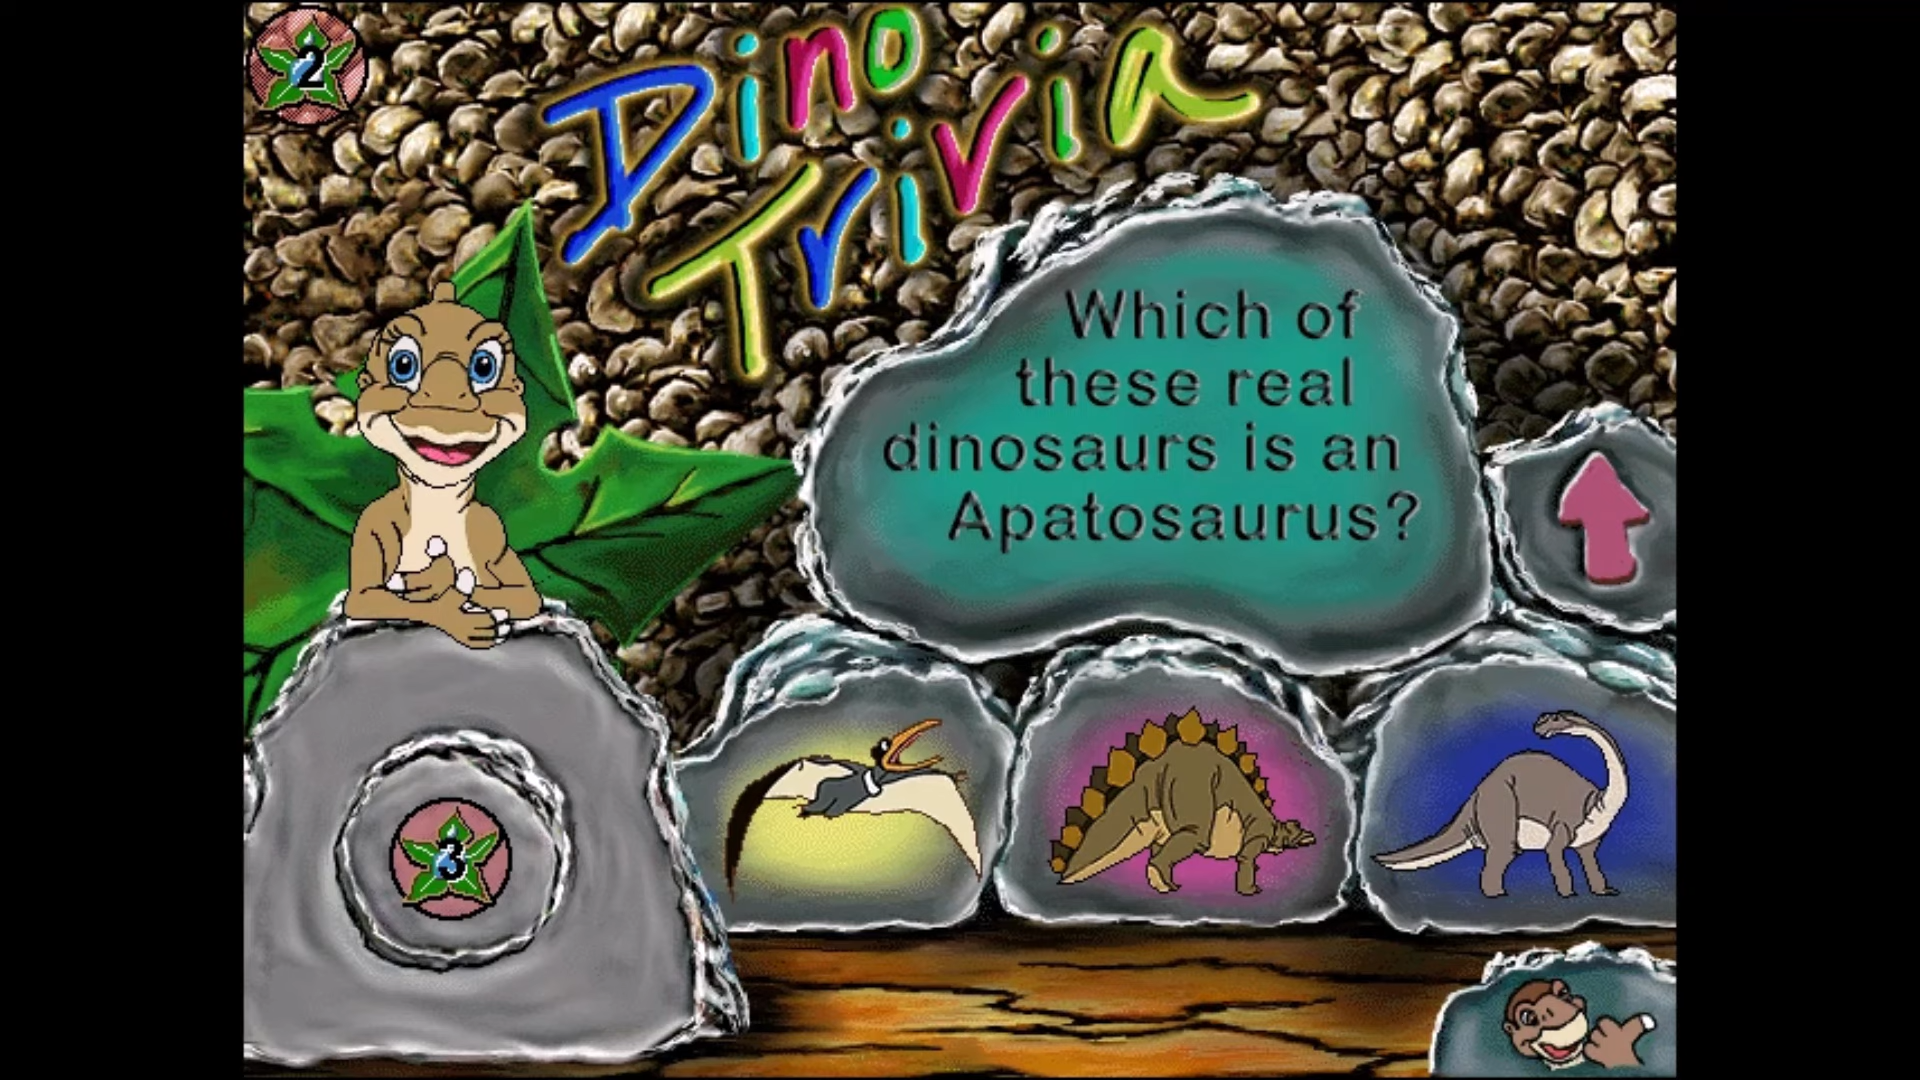 2
Dino
Trivia
Which of
these real
dinosaurs is an
Apatosaurus?
3